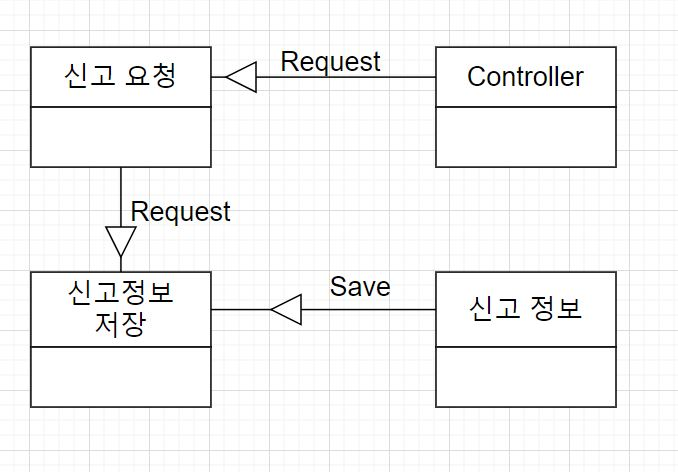 신고 요청
Request
Controller
Request
신고정보
저장
Save
신고 정보